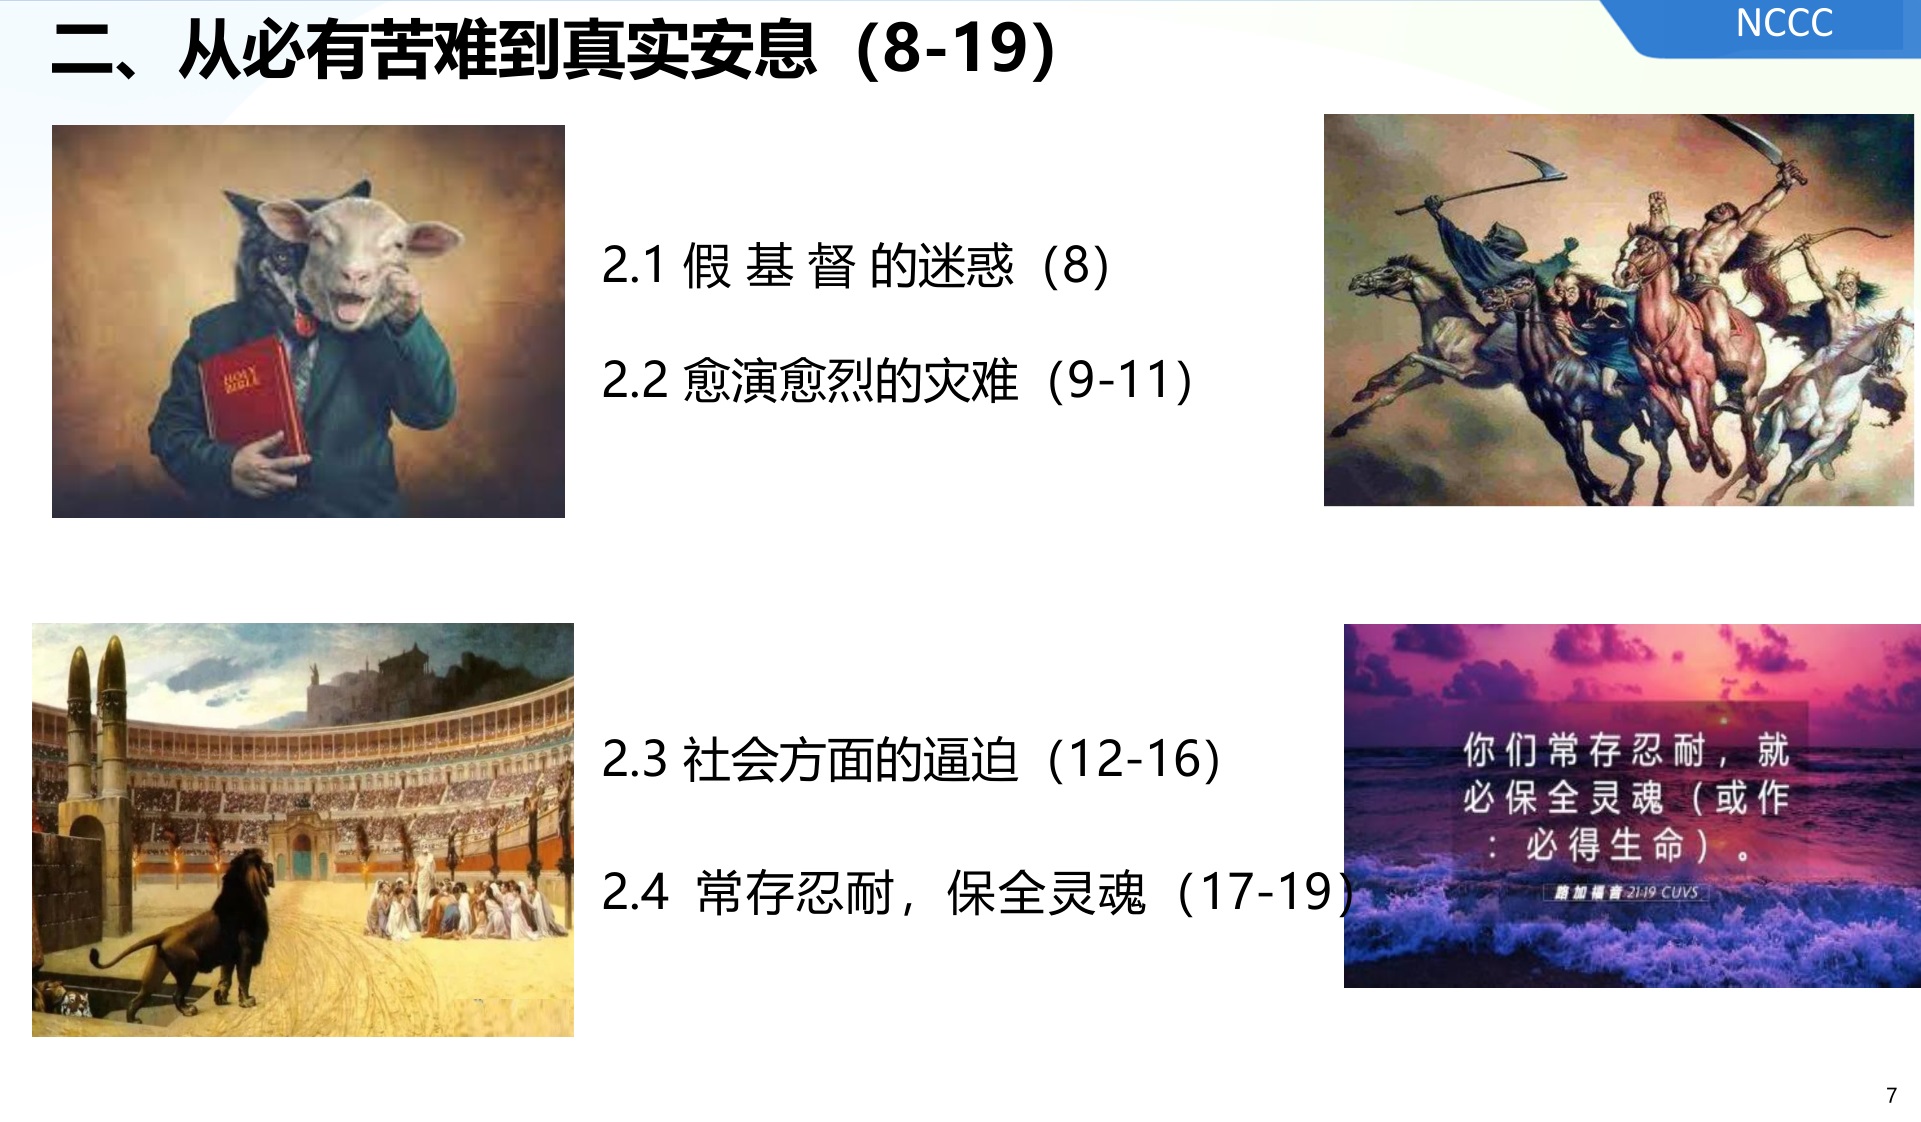 NCCC
二、从必有苦难到真实安息（8-19）
HOLY
BIBLE
2.1 假 基 督 的迷惑（8）
2.2 愈演愈烈的灾难（9-11）
2.3 社会方面的逼迫（12-16）
2.4 常存忍耐，保全灵魂（17-19）
你们常存忍耐，就
必保全灵魂（或作
：必得生命）。
路加福音 21:19 CUVS
7